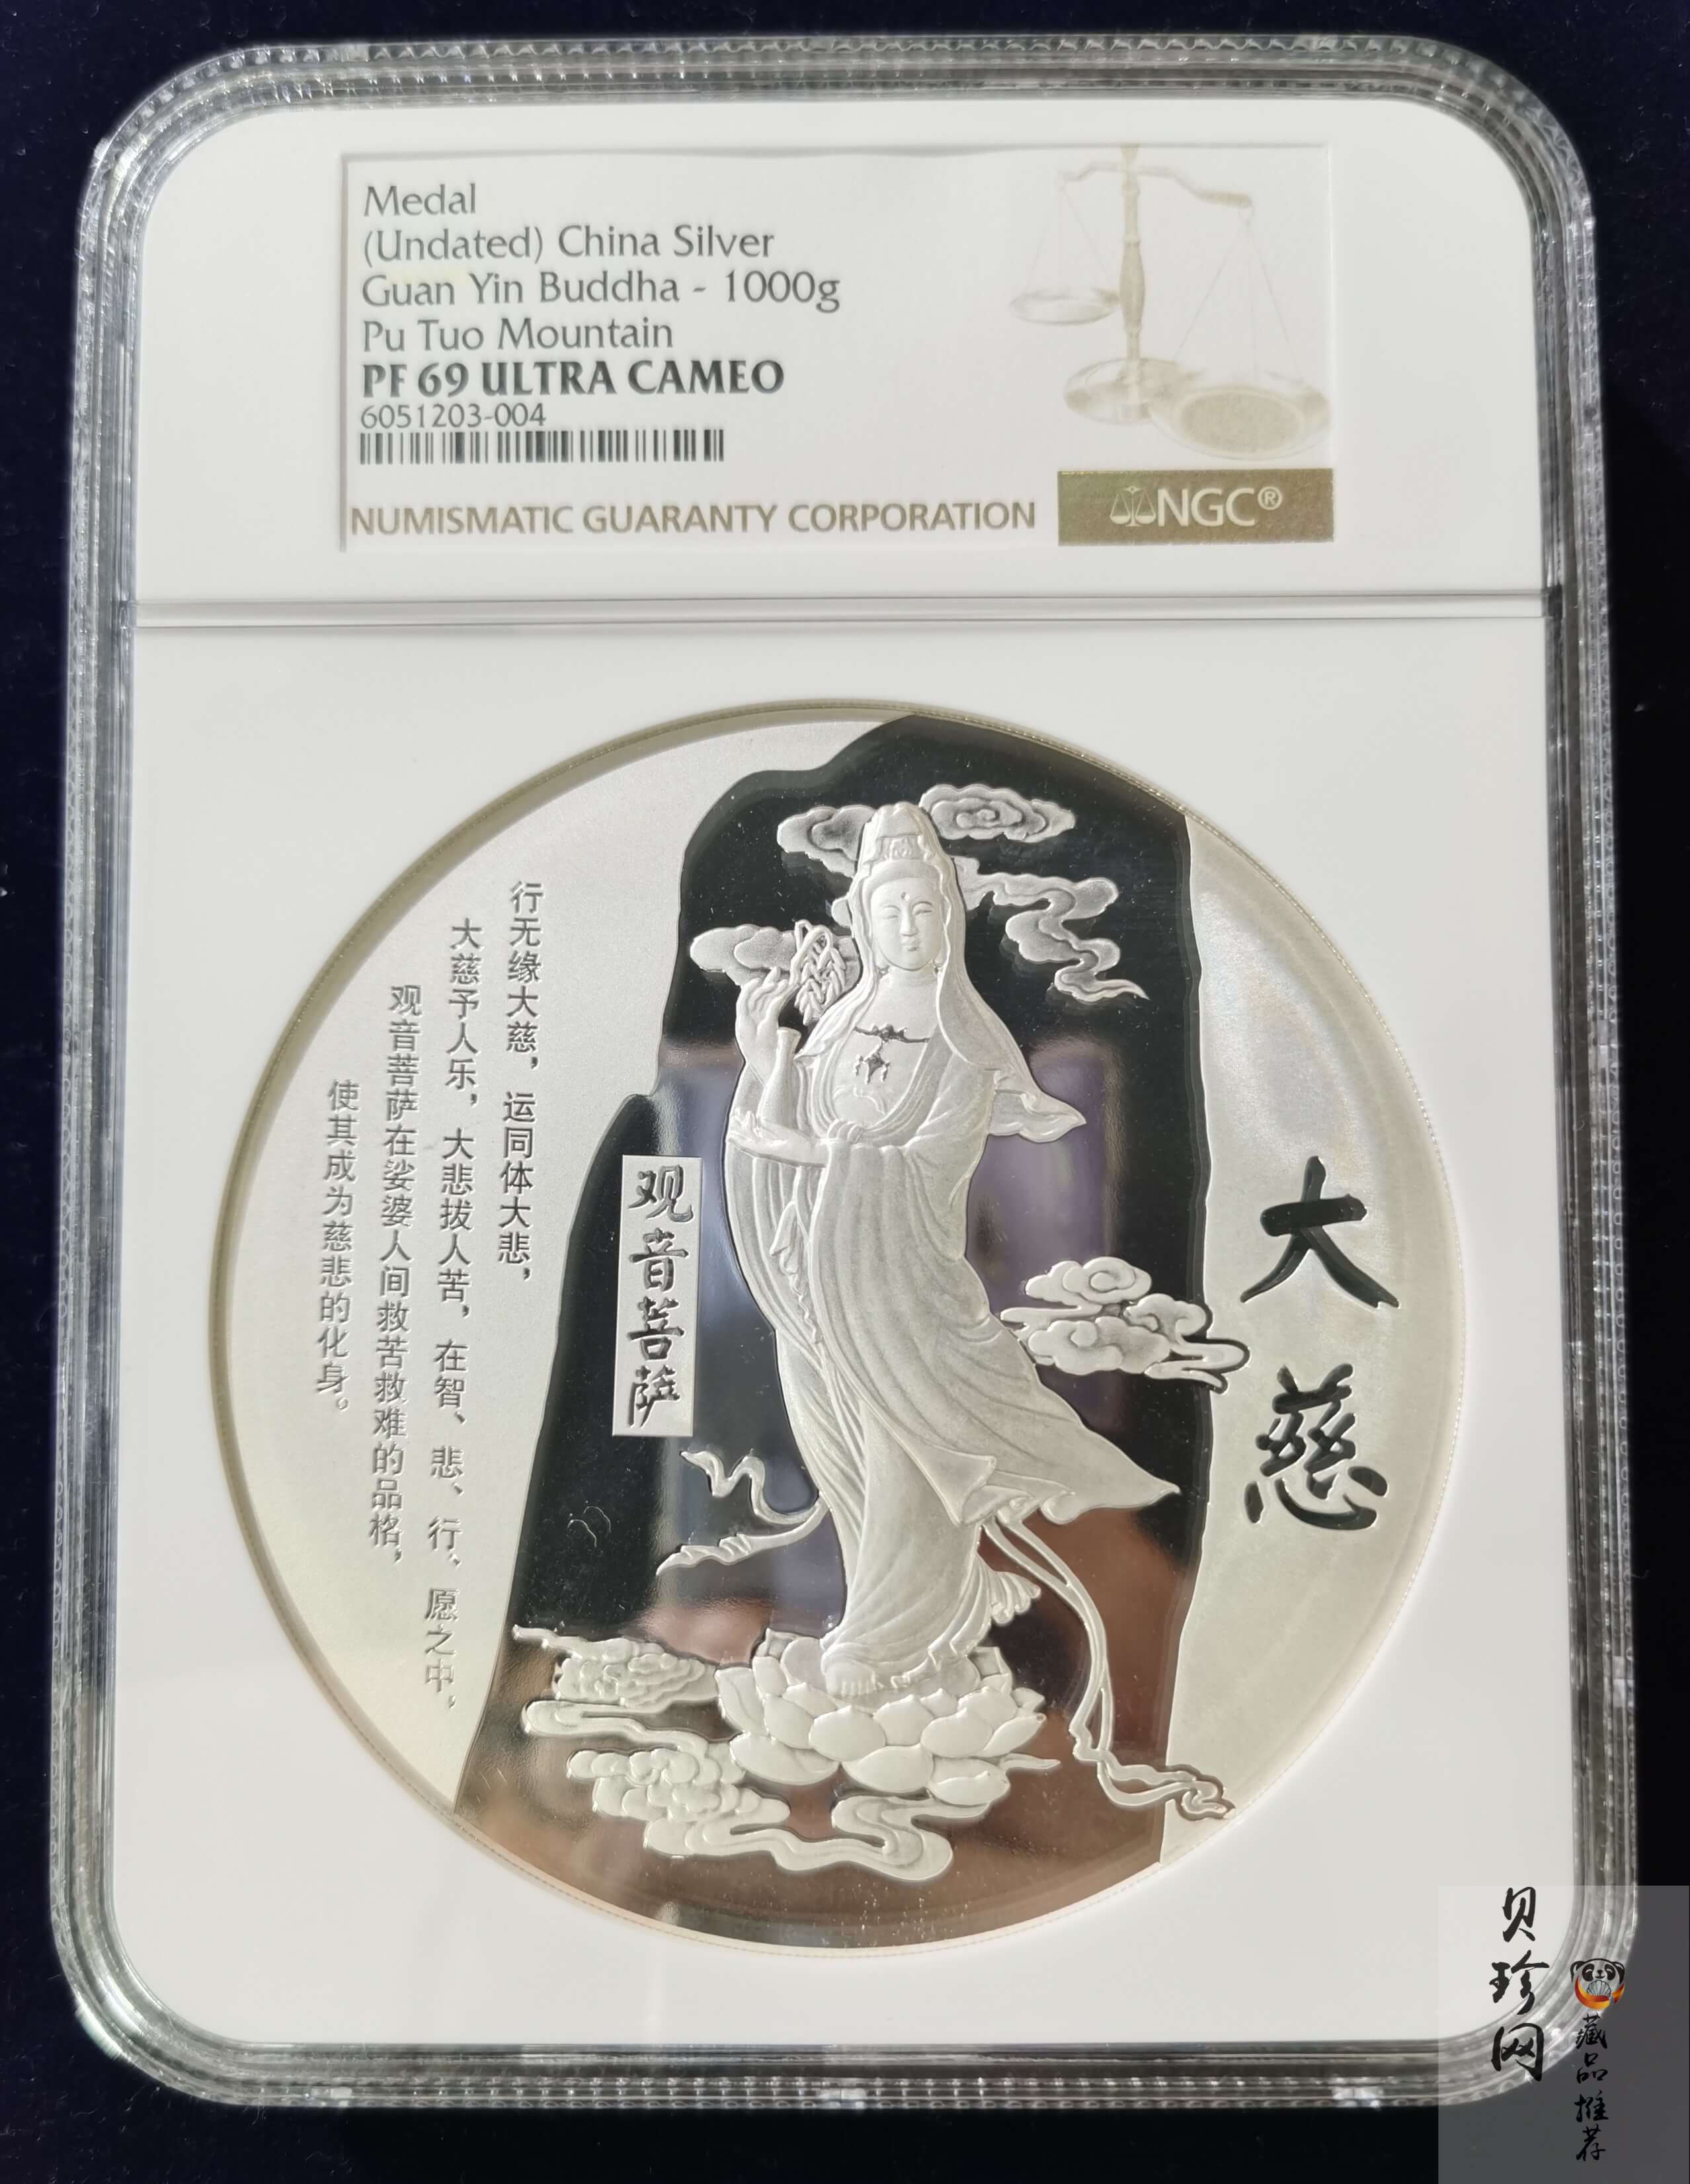 Medal
(Undated) China Silver
Guan Yin Buddha - 1000g
Pu Tuo Mountain
PF 69 ULTRA CAMEO
6051203-004
NUMISMATIC GUARANTY CORPORATION
NGC®
大慈
观音菩萨
行无缘大慈，运同体大悲，
大慈予人乐，大悲拔人苦，在智、悲、行、愿之中，
观音菩萨在娑婆人间救苦救难的品格，
使其成为慈悲的化身。
贝珍网
藏品推荐